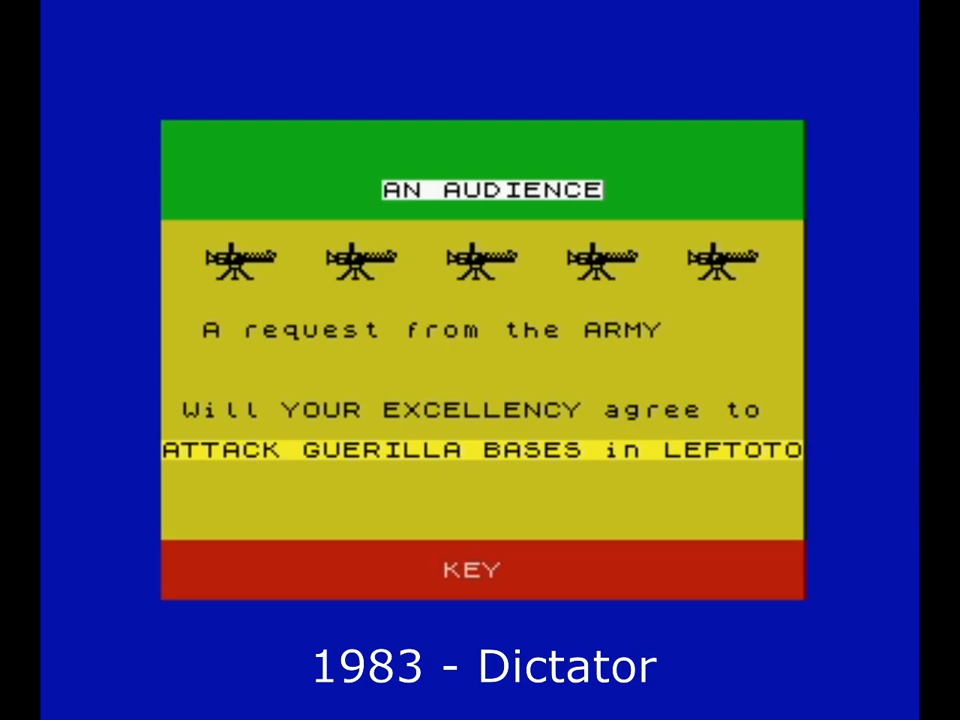 AN AUDIENCE
A request from the ARMY
Will YOUR EXCELLENCY agree to
ATTACK GUERILLA BASES in LEFTOTO
KEY
1983 - Dictator